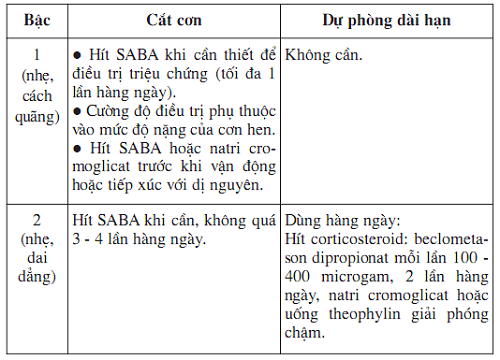 Bậc Cắt cơn Dự phòng dài hạn
1
(nhẹ,
cách
quãng)
● Hít SABA khi cần thiết để
điều trị triệu chứng (tối đa 1
lần hàng ngày).
● Cường độ điều trị phụ thuộc
vào mức độ nặng của cơn hen.
● Hít SABA hoặc natri cro-
moglicat trước khi vận động
hoặc tiếp xúc với dị nguyên.
Không cần.
2
(nhẹ,
dai
dẳng)
Hít SABA khi cần, không quá
3 - 4 lần hàng ngày.
Dùng hàng ngày:
Hít corticosteroid: beclometa-
son dipropionat mỗi lần 100 -
400 microgam, 2 lần hàng
ngày, natri cromoglicat hoặc
uống theophylin giải phóng
chậm.